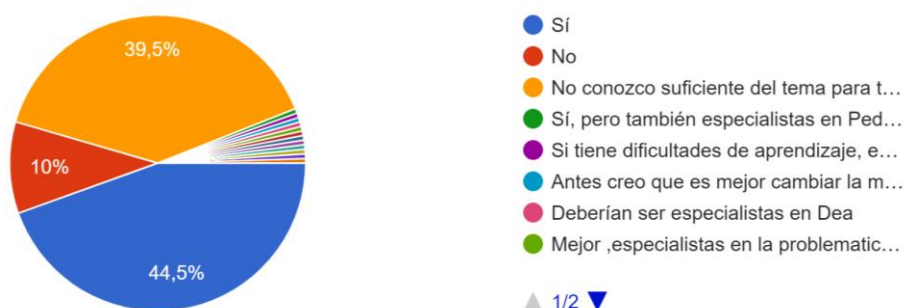 39,5%
10%
44,5%
Sí
No
No conozco suficiente del tema para t…
Sí, pero también especialistas en Ped…
Si tiene dificultades de aprendizaje, e…
Antes creo que es mejor cambiar la m…
Deberían ser especialistas en Dea
Mejor ,especialistas en la problematic…
1/2